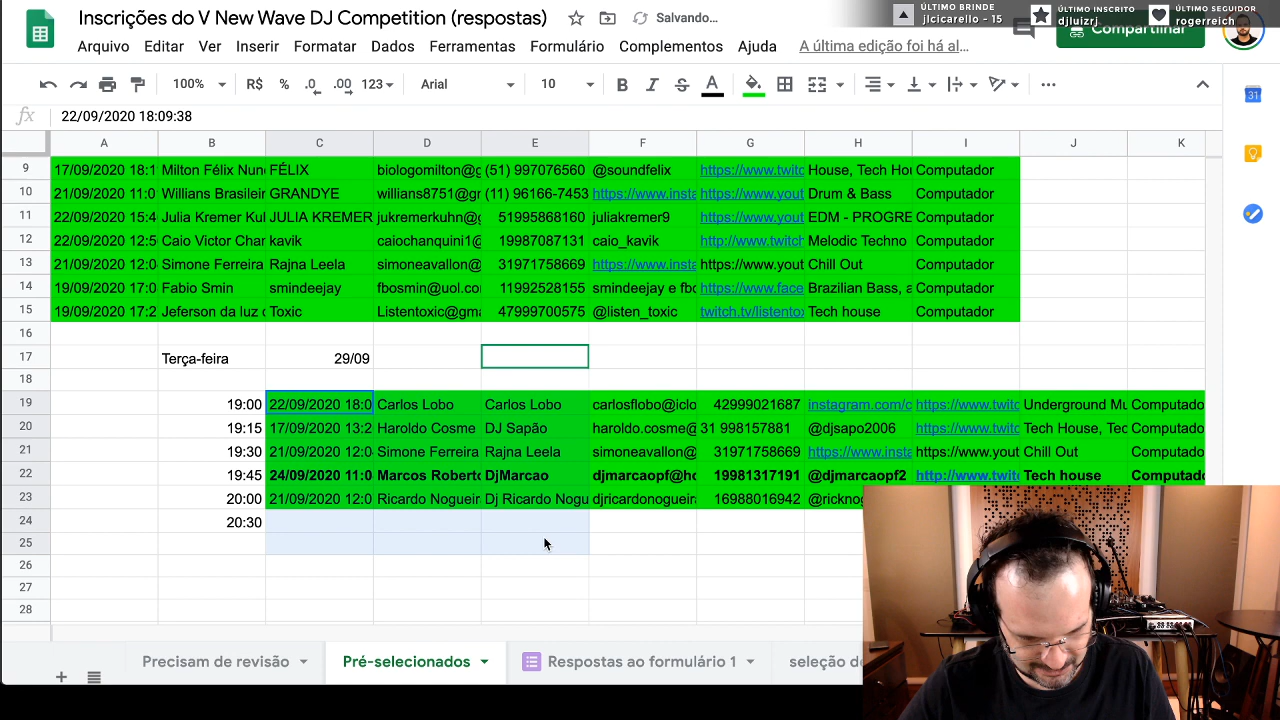 Inscrições do V New Wave DJ Competition (respostas) Salvando...
ÚLTIMO BRINDE
jlcicarello - 15
ÚLTIMO INSCRITO
djluizrj
ÚLTIMO SEGUIDOR
rogerreich
Arquivo Editar Ver Inserir Formatar Dados Ferramentas Formulário Complementos Ajuda A última edição foi há al... Compartilhar
100% R$ % .0 .00 123 Arial 10 B I S A
fx 22/09/2020 18:09:38
A B C D E F G H I J K
9 17/09/2020 18:1 Milton Félix Nun FÉLIX biologomilton@g (51) 997076560 @soundfelix https://www.twitc House, Tech Ho Computador
10 21/09/2020 11:0 Willians Brasileir GRANDYE willians8751@gr (11) 96166-7453 https://www.insta https://www.yout Drum & Bass Computador
11 22/09/2020 15:4 Julia Kremer Kul JULIA KREMER jukremerkuhn@g 51995868160 juliakremer9 https://www.yout EDM - PROGRE Computador
12 22/09/2020 12:5 Caio Victor Char kavik caiochanquini1@ 19987087131 caio_kavik http://www.twitch Melodic Techno Computador
13 21/09/2020 12:0 Simone Ferreira Rajna Leela simoneavallon@ 31971758669 https://www.insta https://www.yout Chill Out Computador
14 19/09/2020 17:0 Fabio Smin smindeejay fbosmin@uol.co 11992528155 smindeejay e fbo https://www.face Brazilian Bass, a Computador
15 19/09/2020 17:2 Jeferson da luz Toxic Listentoxic@gma 47999700575 @listen_toxic twitch.tv/listento Tech house Computador
16
17 Terça-feira 29/09
18
19 19:00 22/09/2020 18:0 Carlos Lobo Carlos Lobo carlosflobo@iclo 42999021687 instagram.com/c https://www.twitc Underground Mu Computado
20 19:15 17/09/2020 13:2 Haroldo Cosme DJ Sapão haroldo.cosme@ 31 998157881 @djsapo2006 https://www.twitc Tech House, Tec Computado
21 19:30 21/09/2020 12:0 Simone Ferreira Rajna Leela simoneavallon@ 31971758669 https://www.insta https://www.yout Chill Out Computado
22 19:45 24/09/2020 11:0 Marcos Roberto DjMarcao djmarcaopf@ho 19981317191 @djmarcaopf2 http://www.twitc Tech house Computado
23 20:00 21/09/2020 12:0 Ricardo Nogueir Dj Ricardo Nogu djricardonogueir 16988016942 @rickno
24 20:30
25
26
27
28
Precisam de revisão Pré-selecionados Respostas ao formulário 1 seleção de
31